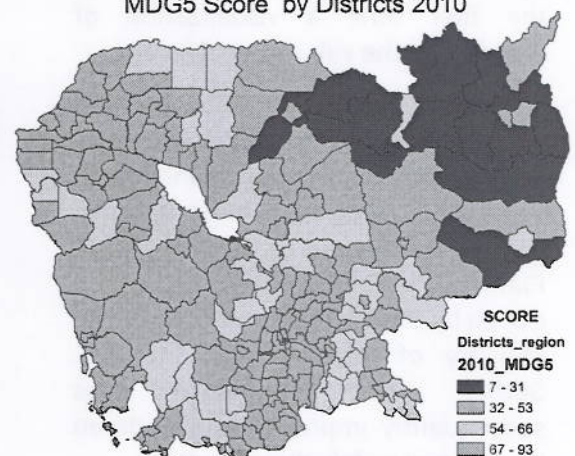 MDG5 Score by Districts 2010
SCORE
Districts_region
2010_MDG5
7 - 31
32 - 53
54 - 66
67 - 93